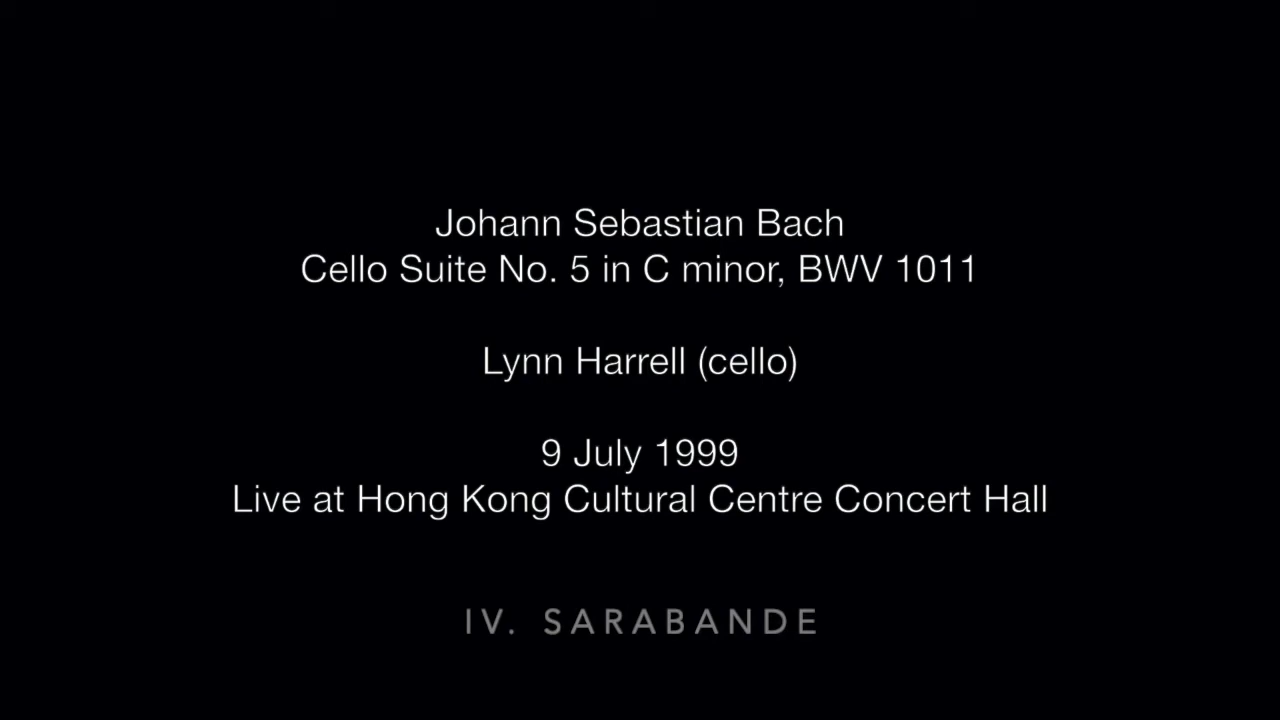 Johann Sebastian Bach
Cello Suite No. 5 in C minor, BWV 1011
Lynn Harrell (cello)
9 July 1999
Live at Hong Kong Cultural Centre Concert Hall
IV. SARABANDE